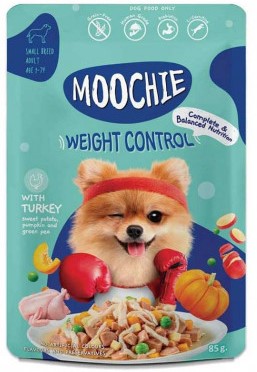 DOG FOOD ONLY
SMALL BREED
ADULT
MOOCHIE
WEIGHT CONTROL
Complete &
Balanced Nutrition
WITH
TURKEY
sweet potato,
pumpkin and
green pea
85 g.